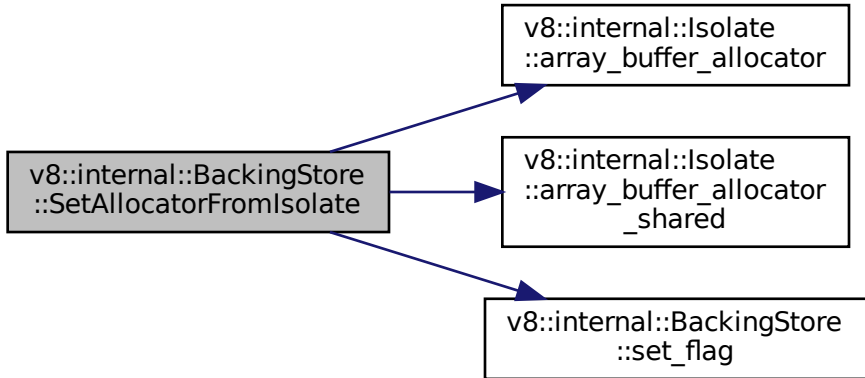 v8::internal::Isolate
::array_buffer_allocator
v8::internal::BackingStore
::SetAllocatorFromIsolate
v8::internal::Isolate
::array_buffer_allocator
_shared
v8::internal::BackingStore
::set_flag